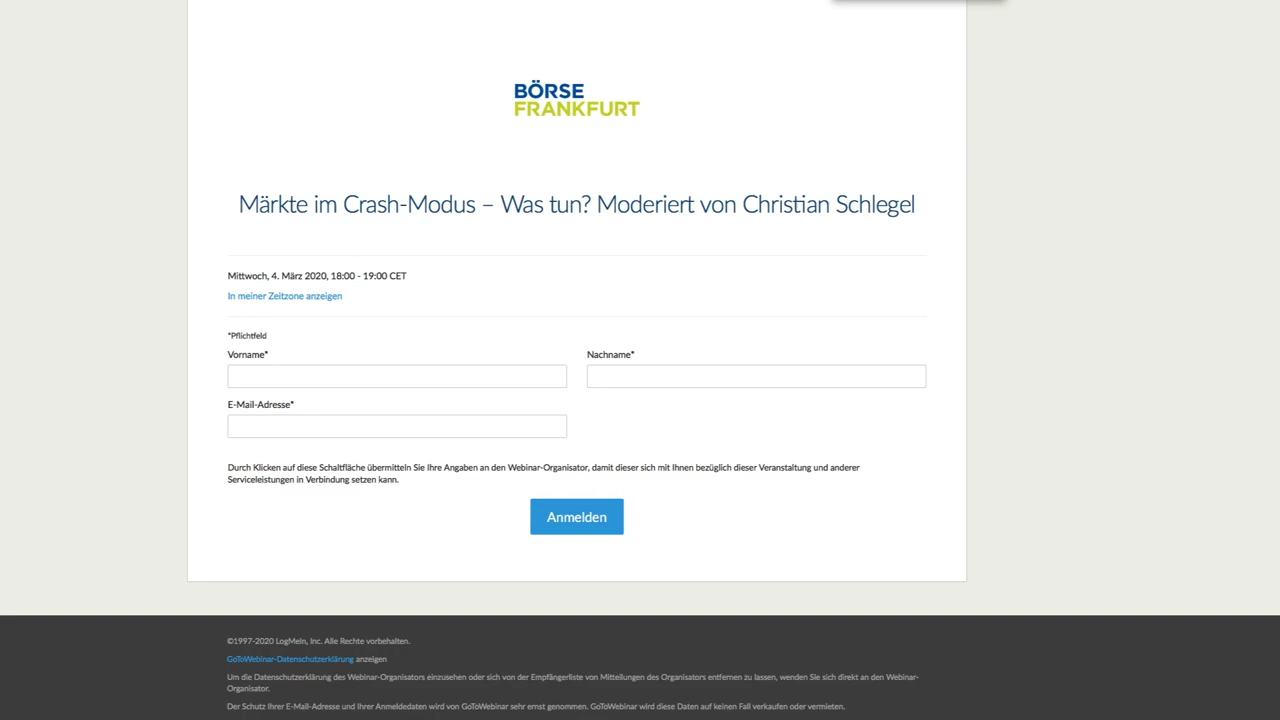 BÖRSE
FRANKFURT
Märkte im Crash-Modus – Was tun? Moderiert von Christian Schlegel
Mittwoch, 4. März 2020, 18:00 - 19:00 CET
In meiner Zeitzone anzeigen
*Pflichtfeld
Vorname* Nachname*
E-Mail-Adresse*
Durch Klicken auf diese Schaltfläche übermitteln Sie Ihre Angaben an den Webinar-Organisator, damit dieser sich mit Ihnen bezüglich dieser Veranstaltung und anderer
Serviceleistungen in Verbindung setzen kann.
Anmelden
©1997-2020 LogMeIn, Inc. Alle Rechte vorbehalten.
GoToWebinar-Datenschutzerklärung anzeigen
Um die Datenschutzerklärung des Webinar-Organisators einzusehen oder sich von der Empfängerliste von Mitteilungen des Organisators entfernen zu lassen, wenden Sie sich direkt an den Webinar-
Organisator.
Der Schutz Ihrer E-Mail-Adresse und Ihrer Anmeldedaten wird von GoToWebinar sehr ernst genommen. GoToWebinar wird diese Daten auf keinen Fall verkaufen oder vermieten.